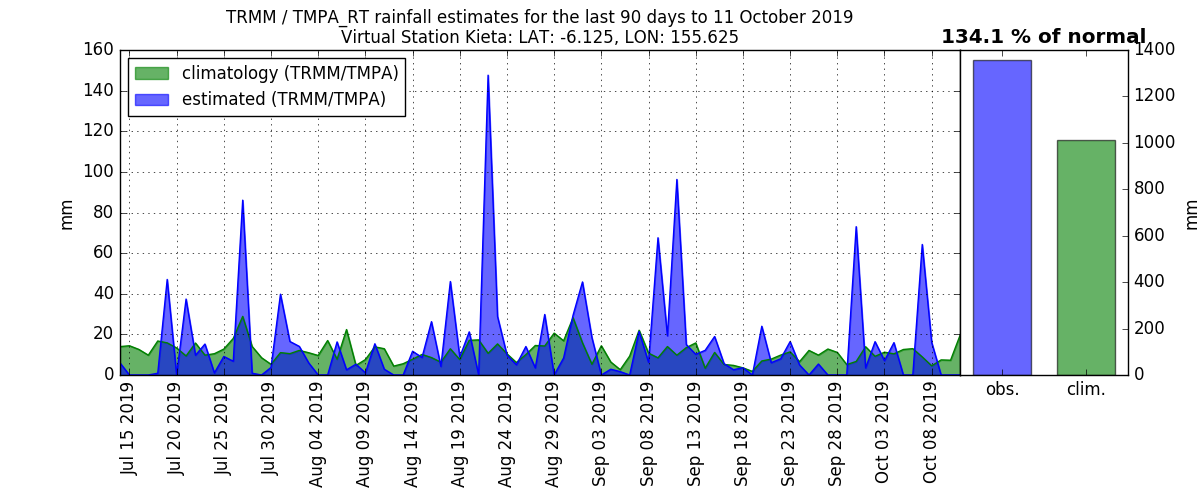 TRMM / TMPA_RT rainfall estimates for the last 90 days to 11 October 2019
Virtual Station Kieta: LAT: -6.125, LON: 155.625
134.1 % of normal
climatology (TRMM/TMPA)
estimated (TRMM/TMPA)
160
140
120
100
80
60
40
20
0
mm
Jul 15 2019
Jul 20 2019
Jul 25 2019
Jul 30 2019
Aug 04 2019
Aug 09 2019
Aug 14 2019
Aug 19 2019
Aug 24 2019
Aug 29 2019
Sep 03 2019
Sep 08 2019
Sep 13 2019
Sep 18 2019
Sep 23 2019
Sep 28 2019
Oct 03 2019
Oct 08 2019
obs.
clim.
1400
1200
1000
800
600
400
200
0
mm